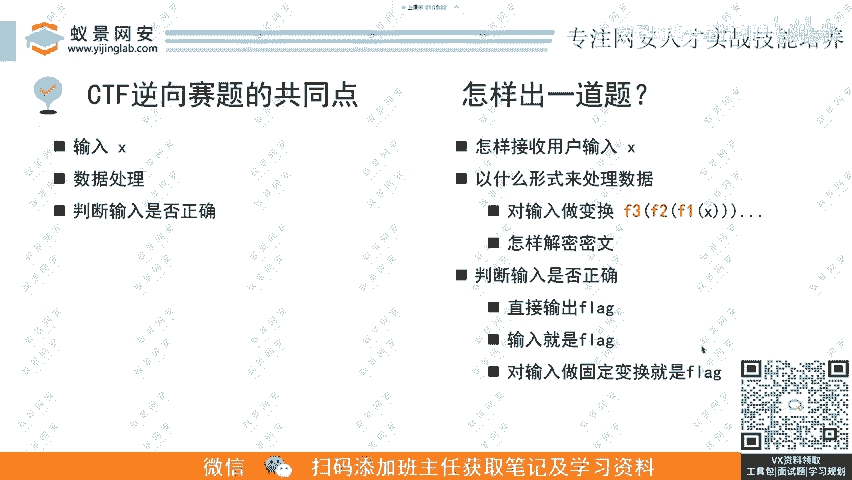 上课中 01:55:02
蚁景网安
www.yijinglab.com
专注网安人才实战技能培养
CTF逆向赛题的共同点
输入 x
数据处理
判断输入是否正确
怎样出一道题?
怎样接收用户输入 x
以什么形式来处理数据
对输入做变换 f3(f2(f1(x)))...
怎样解密密文
判断输入是否正确
直接输出flag
输入就是flag
对输入做固定变换就是flag
微信 扫码添加班主任获取笔记及学习资料
VX资料领取
工具包|面试题|学习规划